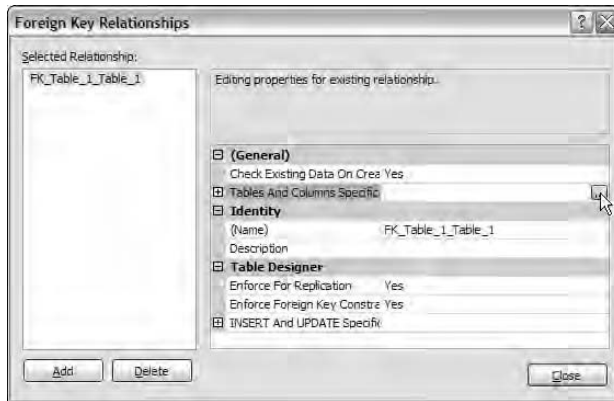 Foreign Key Relationships
Selected Relationship:
FK_Table_1_Table_1
Editing properties for existing relationship.
(General)
Check Existing Data On Crea Yes
Tables And Columns Specific ...
Identity
(Name) FK_Table_1_Table_1
Description
Table Designer
Enforce For Replication Yes
Enforce Foreign Key Constra Yes
INSERT And UPDATE Specific
Add Delete
Close